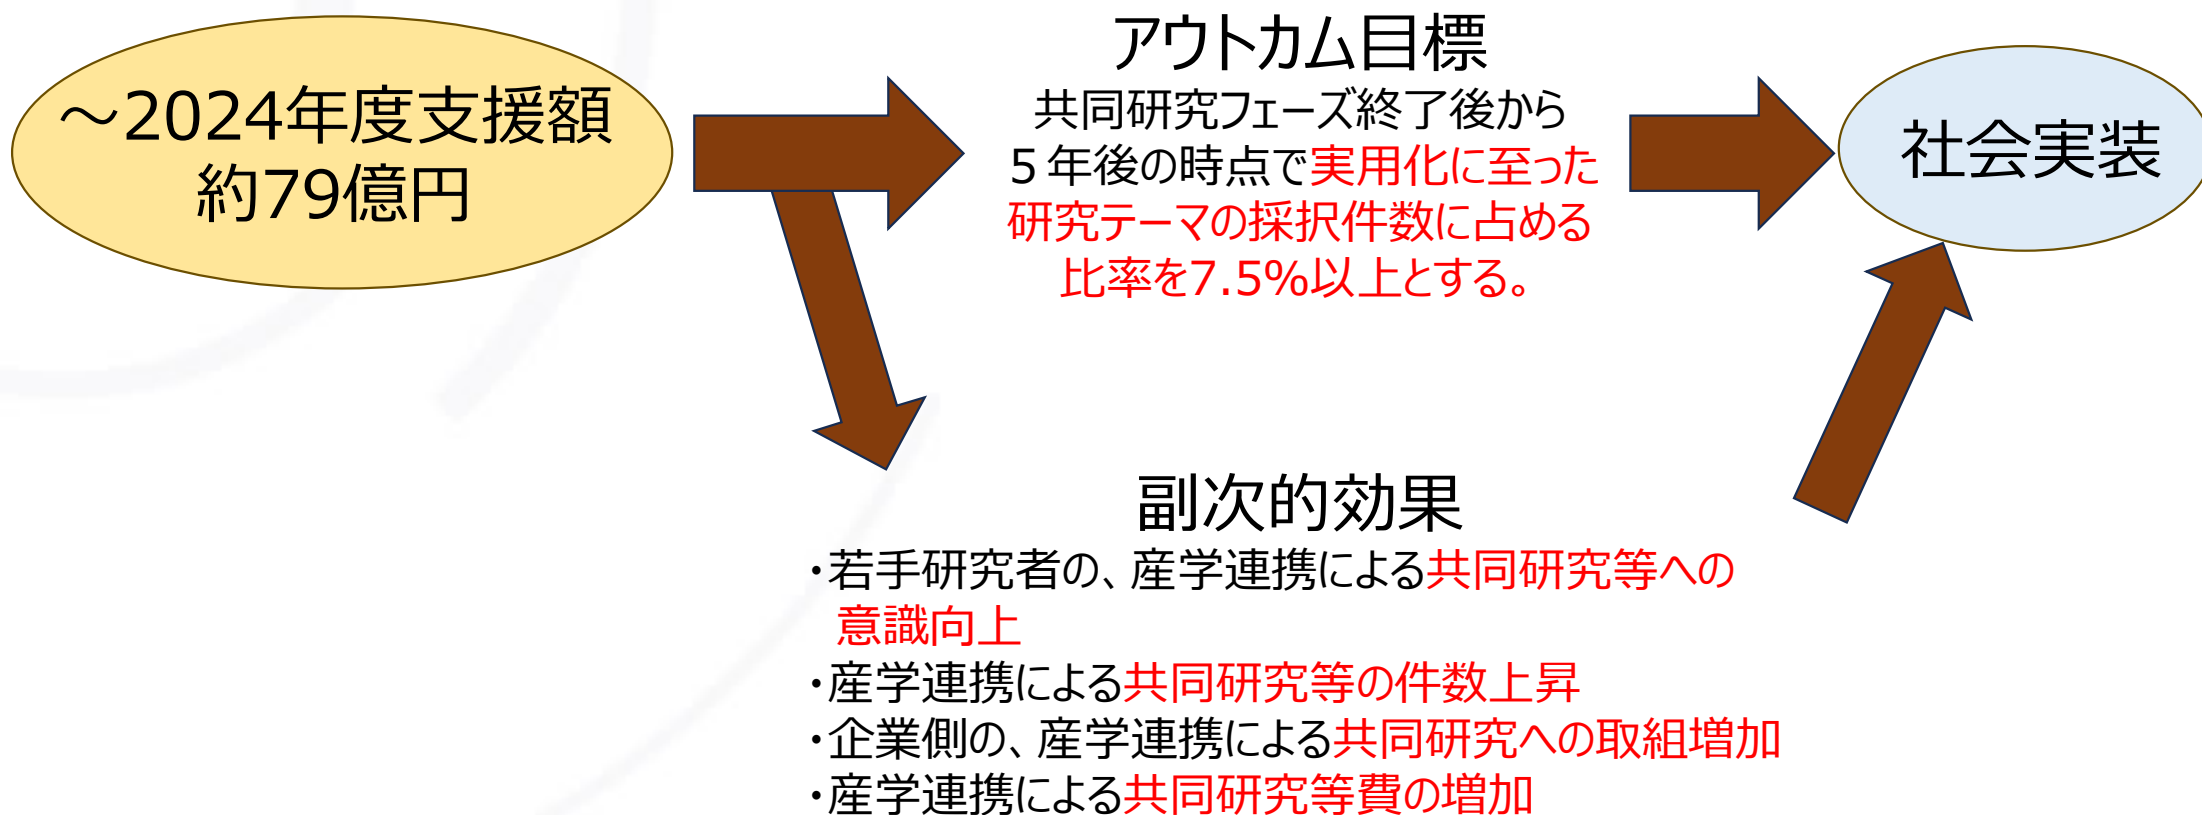 ～2024年度支援額
約79億円
アウトカム目標
共同研究フェーズ終了後から
５年後の時点で実用化に至った
研究テーマの採択件数に占める
比率を7.5%以上とする。
社会実装
副次的効果
・若手研究者の、産学連携による共同研究等への
意識向上
・産学連携による共同研究等の件数上昇
・企業側の、産学連携による共同研究への取組増加
・産学連携による共同研究等費の増加